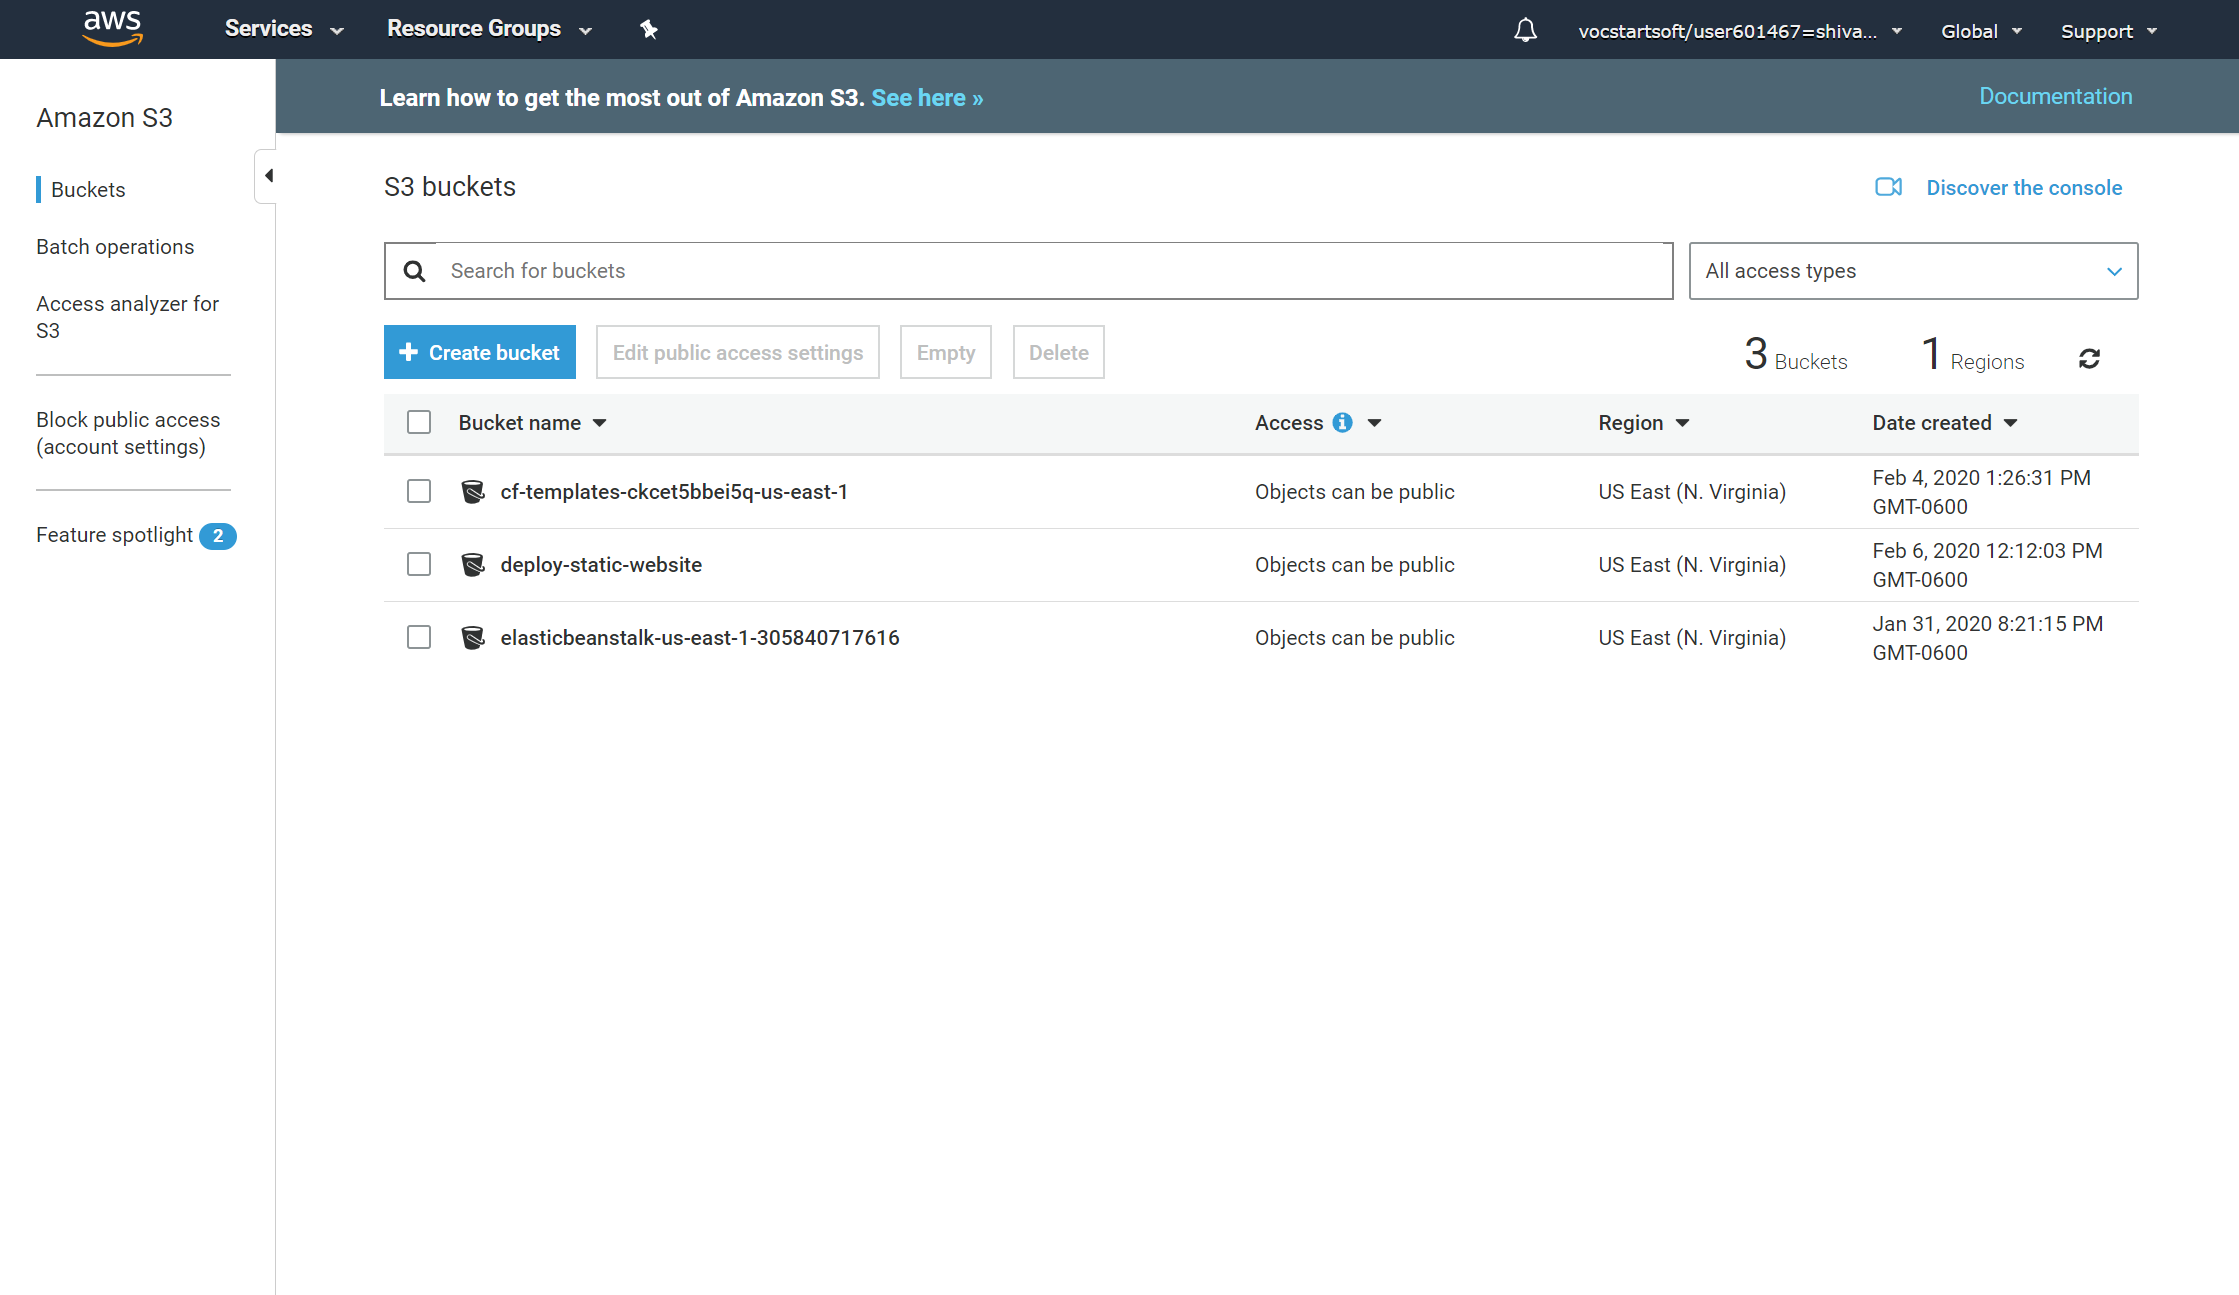 aws
Services
Resource Groups
vocstartsoft/user601467=shiva...
Global
Support
Learn how to get the most out of Amazon S3. See here »
Documentation
Amazon S3
Buckets
Batch operations
Access analyzer for
S3
Block public access
(account settings)
Feature spotlight 2
S3 buckets
Discover the console
Search for buckets
All access types
Create bucket
Edit public access settings
Empty
Delete
3 Buckets
1 Regions
Bucket name
Access
Region
Date created
cf-templates-ckcet5bbei5q-us-east-1
Objects can be public
US East (N. Virginia)
Feb 4, 2020 1:26:31 PM
GMT-0600
deploy-static-website
Objects can be public
US East (N. Virginia)
Feb 6, 2020 12:12:03 PM
GMT-0600
elasticbeanstalk-us-east-1-305840717616
Objects can be public
US East (N. Virginia)
Jan 31, 2020 8:21:15 PM
GMT-0600